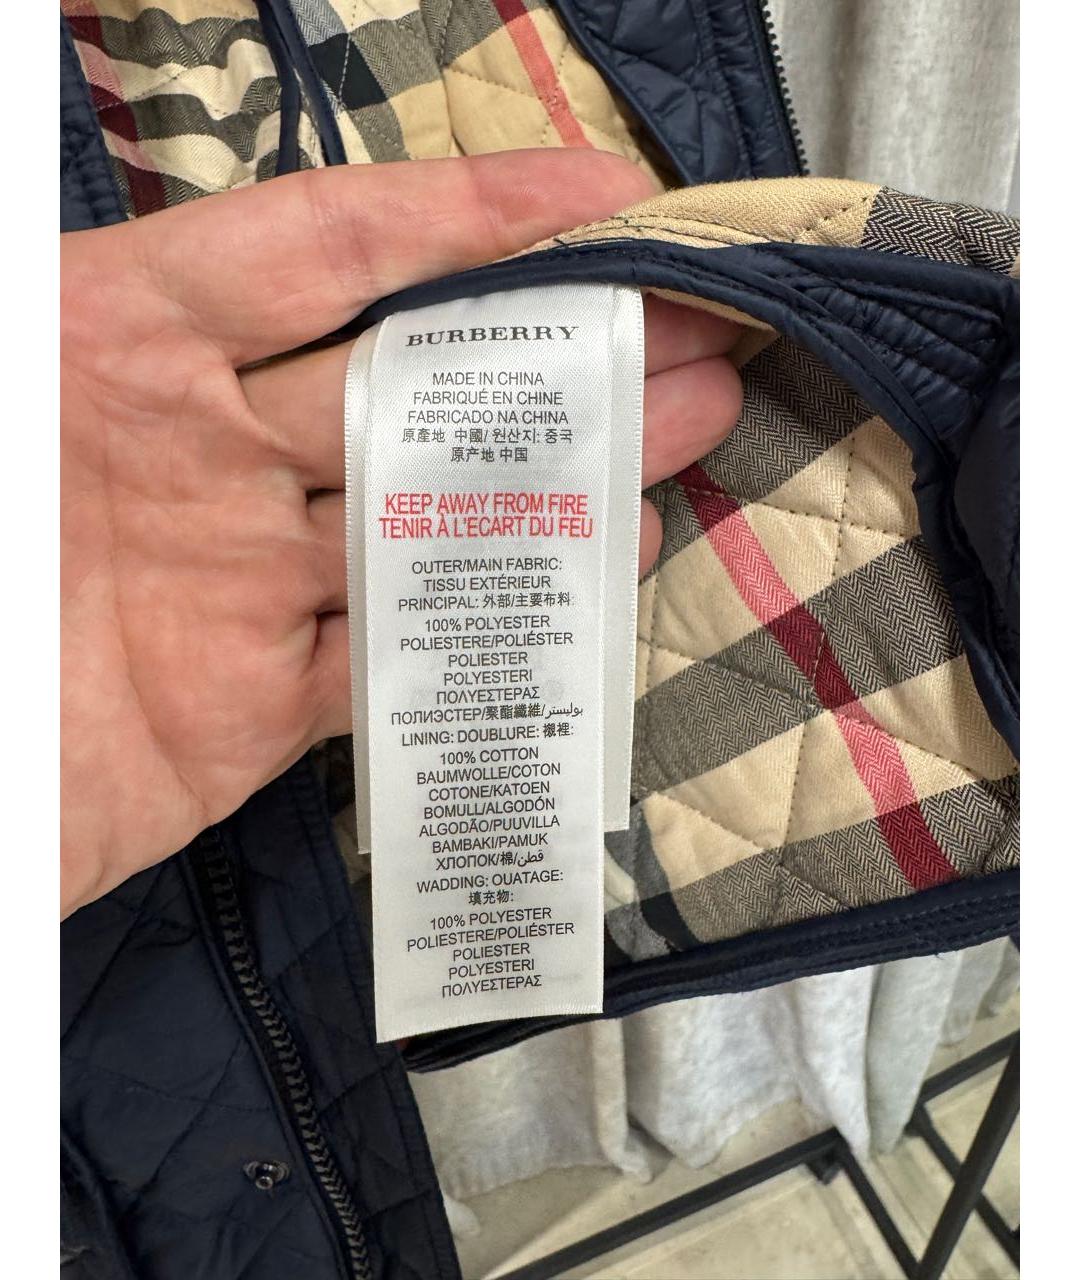 BURBERRY
MADE IN CHINA
FABRIQUÉ EN CHINE
FABRICADO NA CHINA
原產地 中國/ 원산지: 중국
原产地 中国
KEEP AWAY FROM FIRE
TENIR À L'ECART DU FEU
OUTER/MAIN FABRIC:
TISSU EXTÉRIEUR
PRINCIPAL: 外部/主要布料:
100% POLYESTER
POLIESTERE/POLIÉSTER
POLIESTER
POLYESTERI
ΠΟΛΥΕΣΤΕΡΑΣ
ПОЛИЭСТЕР/聚酯纖維/بوليستر
LINING: DOUBLURE: 襯裡:
100% COTTON
BAUMWOLLE/COTON
COTONE/KATOEN
BOMULL/ALGODÓN
ALGODÃO/PUUVILLA
BAMBAKI/PAMUK
ХЛОПОК/棉/قطن
WADDING: OUATAGE:
填充物:
100% POLYESTER
POLIESTERE/POLIÉSTER
POLIESTER
POLYESTERI
ΠΟΛΥΕΣΤΕΡΑΣ